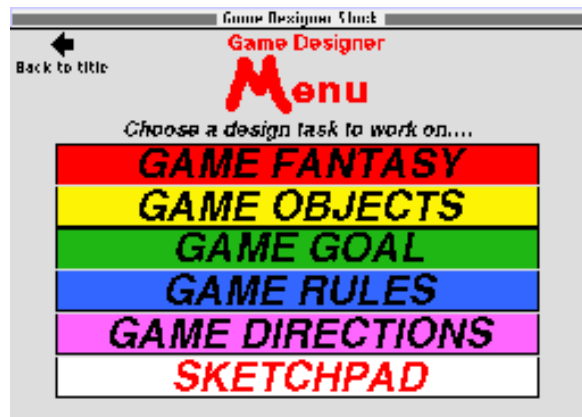 Game Designer Stack
Back to title
Game Designer
Menu
Choose a design task to work on....
GAME FANTASY
GAME OBJECTS
GAME GOAL
GAME RULES
GAME DIRECTIONS
SKETCHPAD